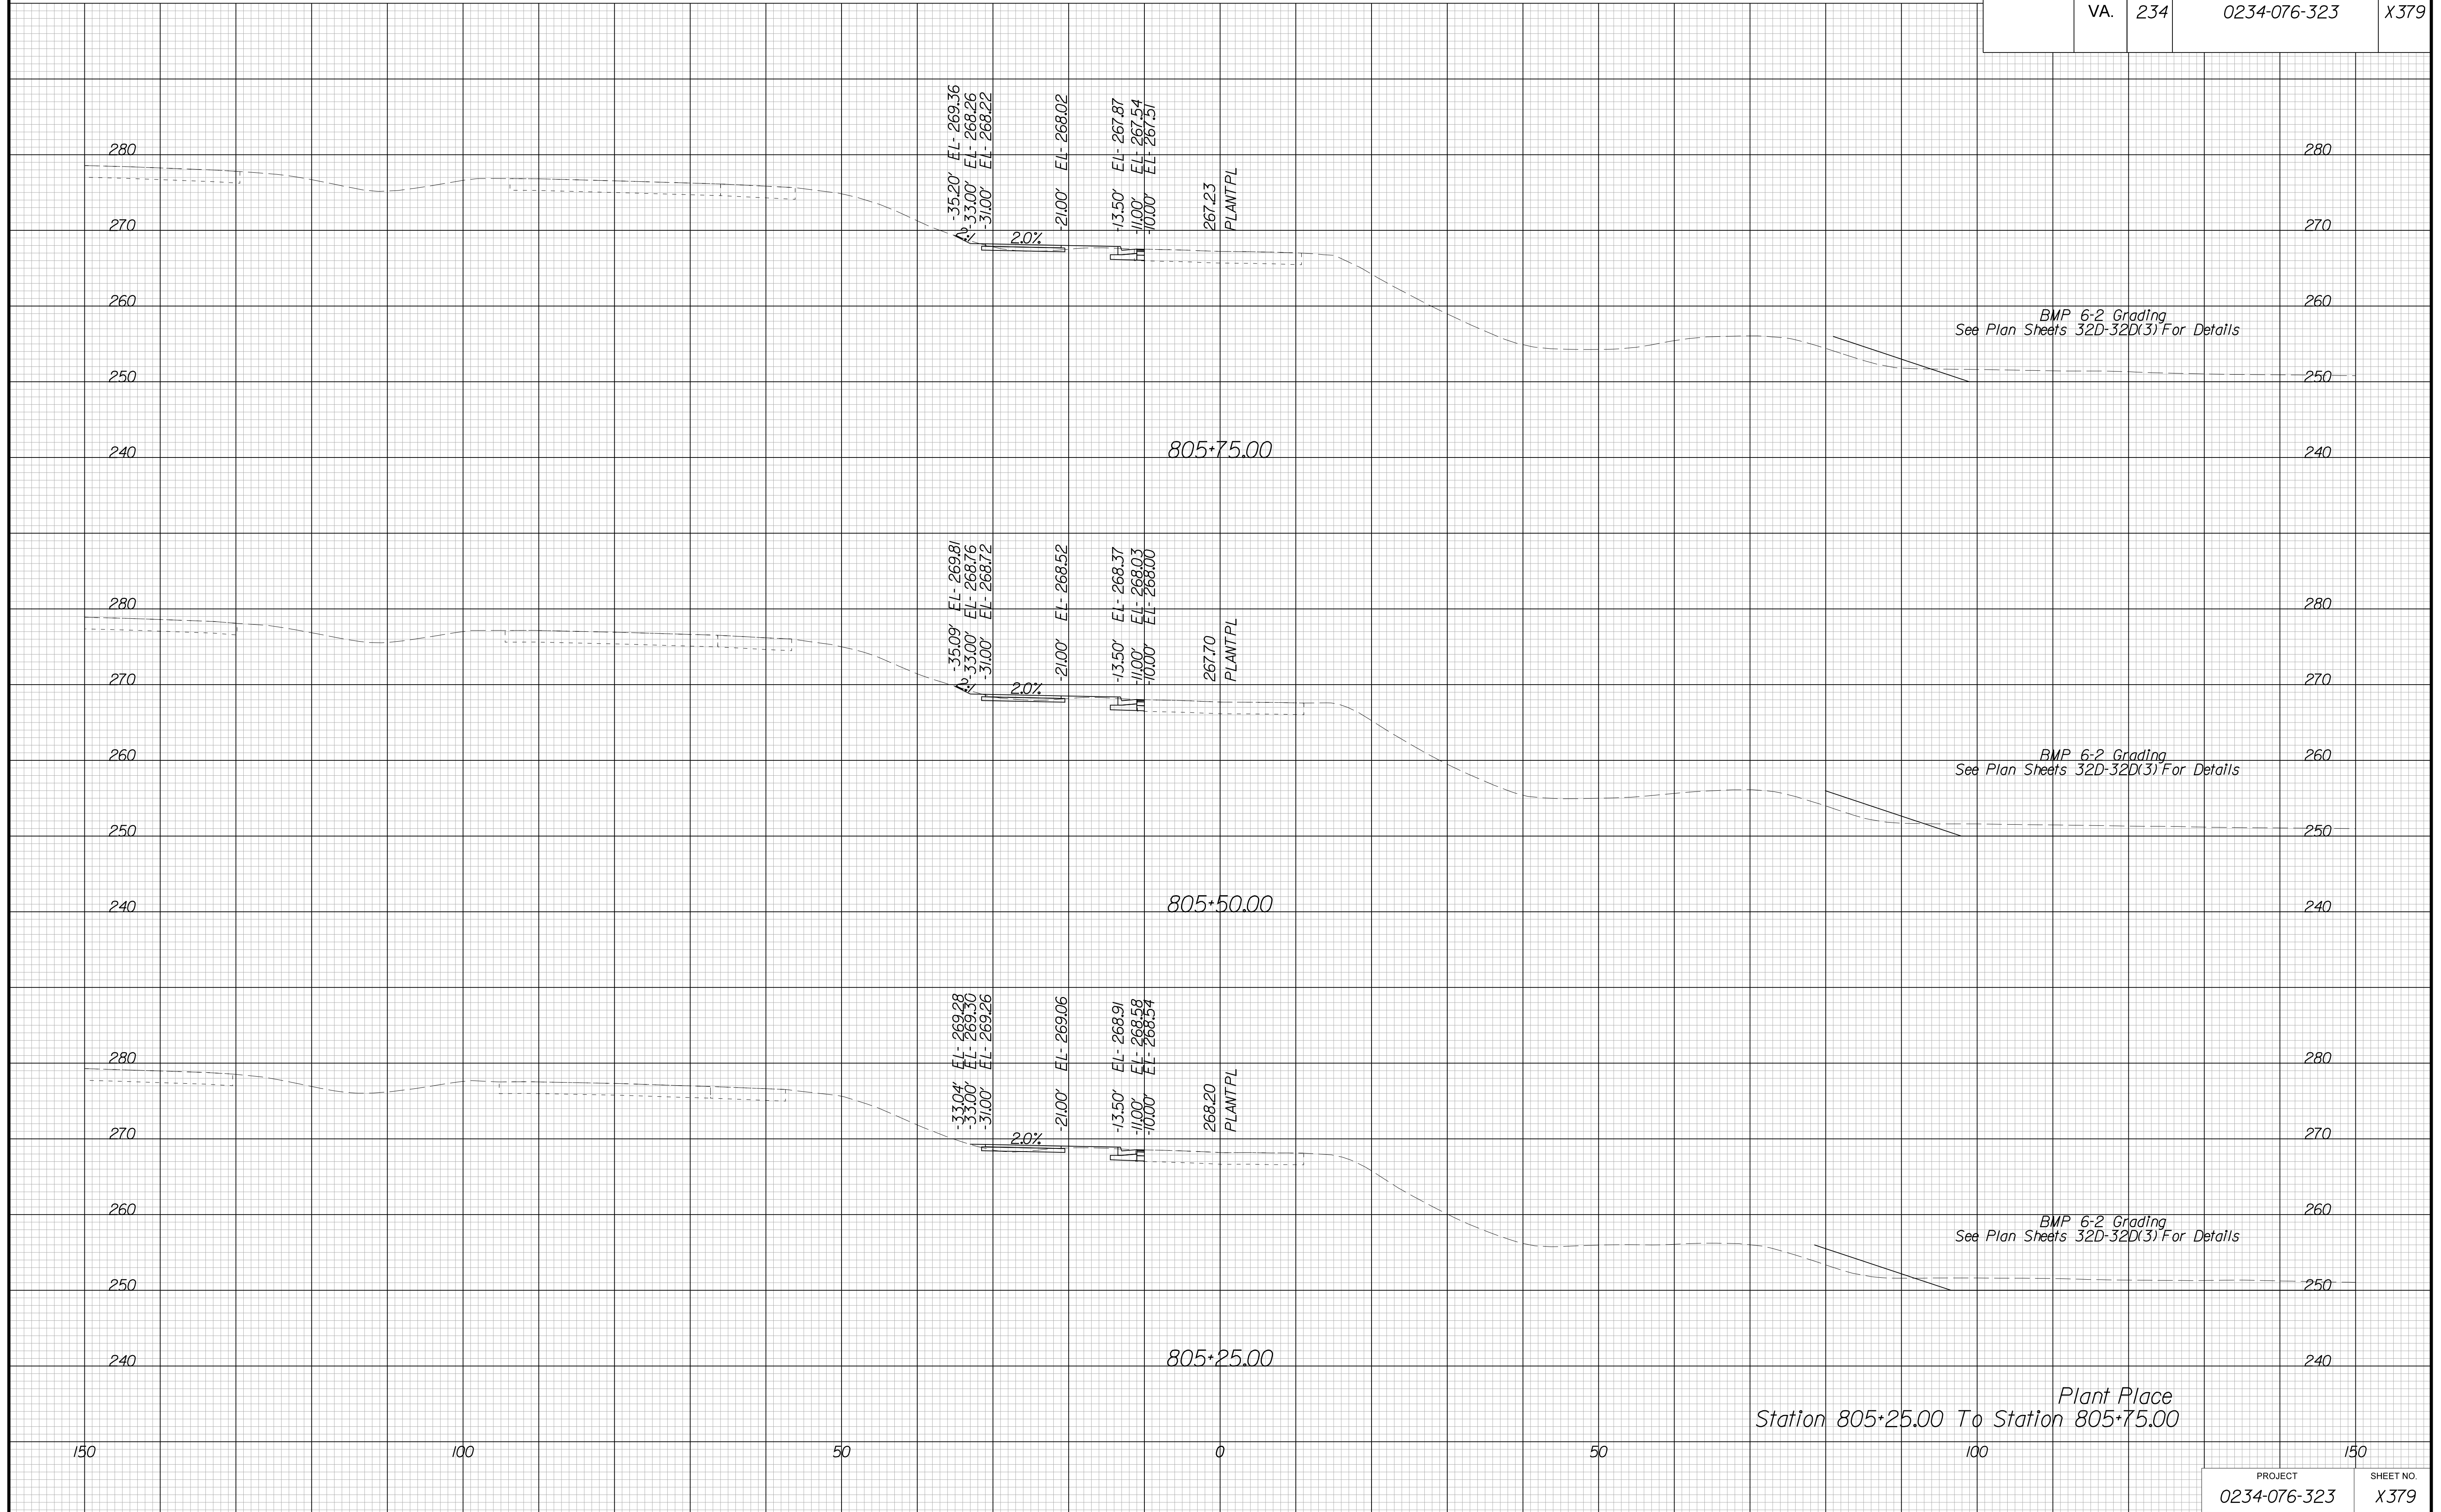 VA. 234 0234-076-323 X379
-35.20' EL- 269.36
-33.00' EL- 268.26
-31.00' EL- 268.22
-21.00' EL- 268.02
-13.50' EL- 267.87
-11.00' EL- 267.54
-10.00' EL- 267.51
267.23
PLANTPL
280 280
270 270
2:1 2.0%
260 260
BMP 6-2 Grading
See Plan Sheets 32D-32D(3) For Details
250 250
240 240
805+75.00
-35.09' EL- 269.81
-33.00' EL- 268.76
-31.00' EL- 268.72
-21.00' EL- 268.52
-13.50' EL- 268.37
-11.00' EL- 268.03
-10.00' EL- 268.00
267.70
PLANTPL
280 280
270 270
2:1 2.0%
260 260
BMP 6-2 Grading
See Plan Sheets 32D-32D(3) For Details
250 250
240 240
805+50.00
-33.04' EL- 269.28
-33.00' EL- 269.30
-31.00' EL- 269.26
-21.00' EL- 269.06
-13.50' EL- 268.91
-11.00' EL- 268.58
-10.00' EL- 268.54
268.20
PLANTPL
280 280
270 270
2.0%
260 260
BMP 6-2 Grading
See Plan Sheets 32D-32D(3) For Details
250 250
240 240
805+25.00
Plant Place
Station 805+25.00 To Station 805+75.00
150 100 50 0 50 100 150
PROJECT SHEET NO.
0234-076-323 X379